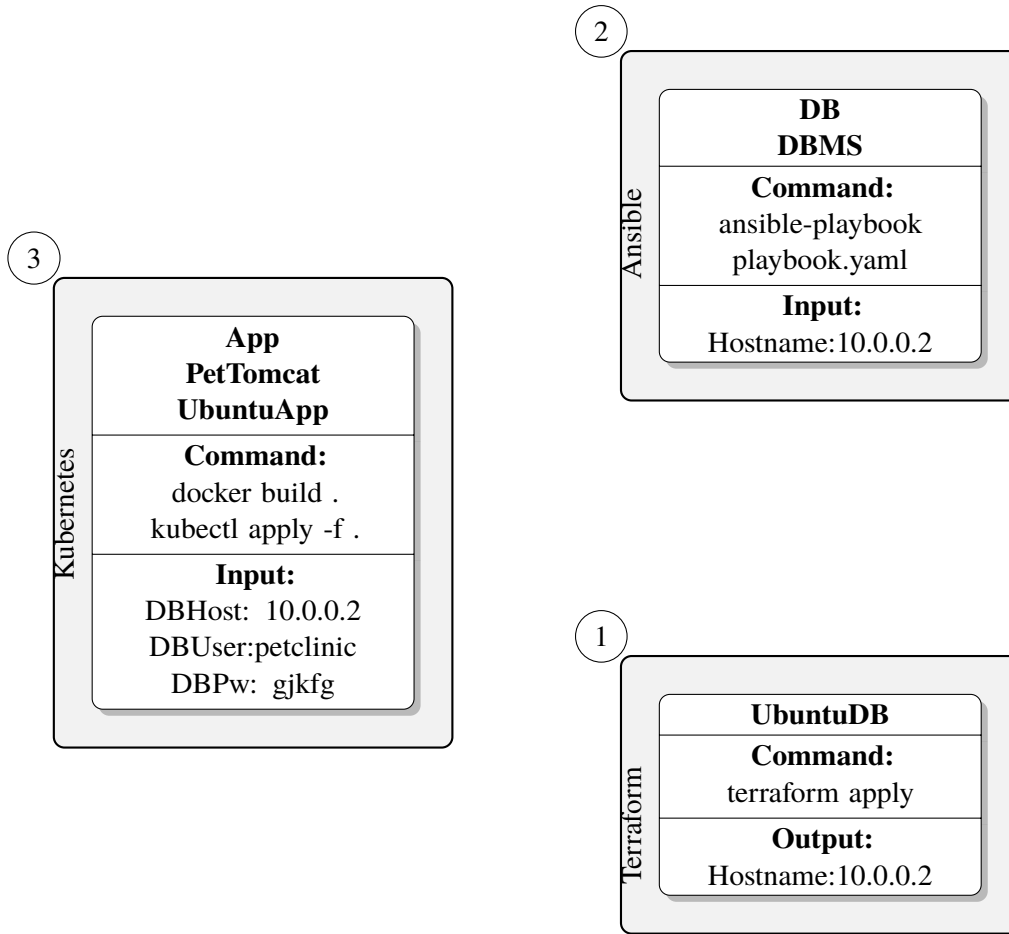 2
Ansible
DB
DBMS
Command:
ansible-playbook
playbook.yaml
Input:
Hostname:10.0.0.2
3
Kubernetes
App
PetTomcat
UbuntuApp
Command:
docker build .
kubectl apply -f .
Input:
DBHost: 10.0.0.2
DBUser:petclinic
DBPw: gjkfg
1
Terraform
UbuntuDB
Command:
terraform apply
Output:
Hostname:10.0.0.2